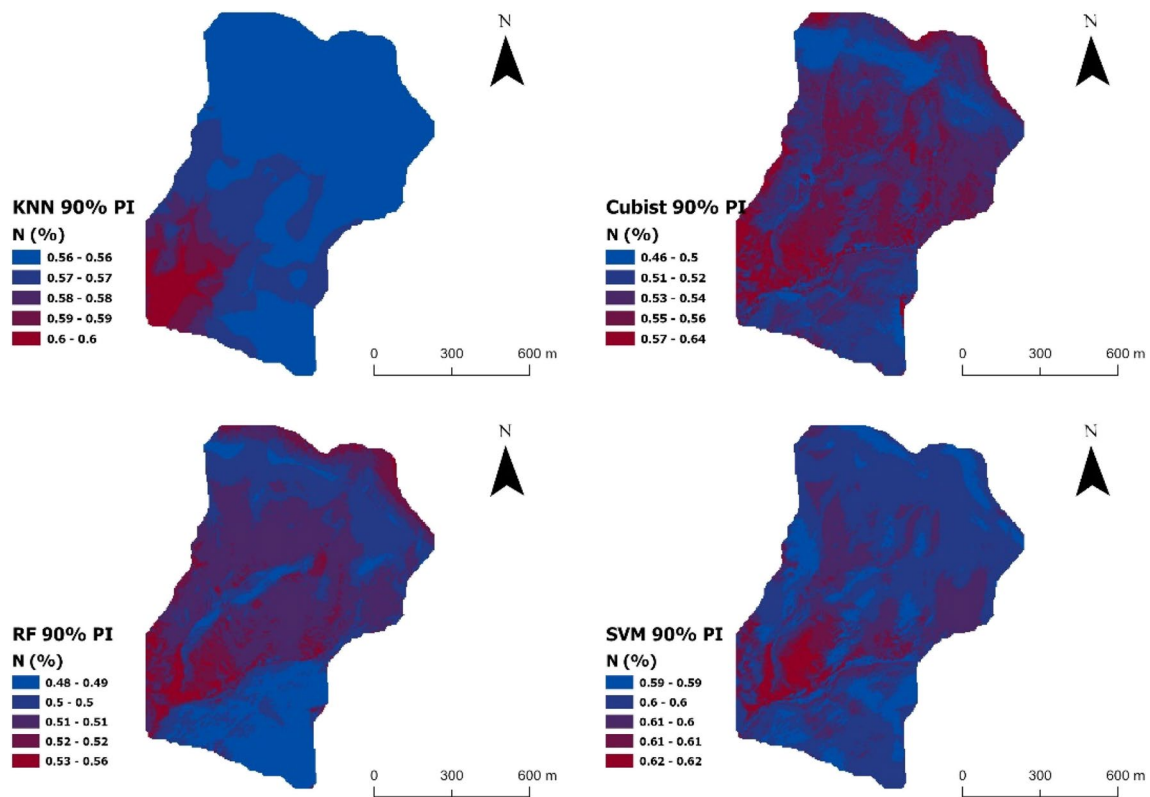 N
KNN 90% PI
N (%)
0.56 - 0.56
0.57 - 0.57
0.58 - 0.58
0.59 - 0.59
0.6 - 0.6
0 300 600 m
N
Cubist 90% PI
N (%)
0.46 - 0.5
0.51 - 0.52
0.53 - 0.54
0.55 - 0.56
0.57 - 0.64
0 300 600 m
N
RF 90% PI
N (%)
0.48 - 0.49
0.5 - 0.5
0.51 - 0.51
0.52 - 0.52
0.53 - 0.56
0 300 600 m
N
SVM 90% PI
N (%)
0.59 - 0.59
0.6 - 0.6
0.61 - 0.6
0.61 - 0.61
0.62 - 0.62
0 300 600 m